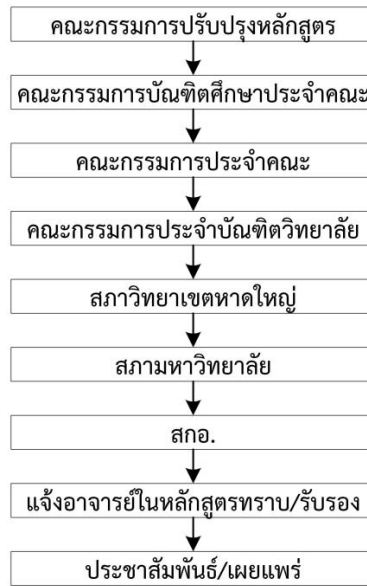 คณะกรรมการปรับปรุงหลักสูตร
คณะกรรมการบัณฑิตศึกษาประจำคณะ
คณะกรรมการประจำคณะ
คณะกรรมการประจำบัณฑิตวิทยาลัย
สภาวิทยาเขตหาดใหญ่
สภามหาวิทยาลัย
สกอ.
แจ้งอาจารย์ในหลักสูตรทราบ/รับรอง
ประชาสัมพันธ์/เผยแพร่